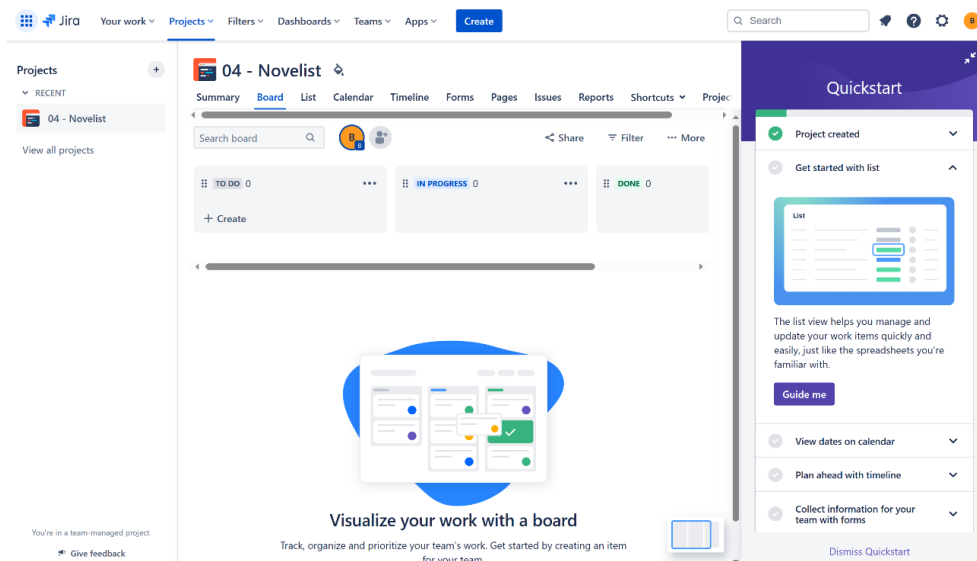 Jira
Your work
Projects
Filters
Dashboards
Teams
Apps
Create
Search
B
Projects
RECENT
04 - Novelist
View all projects
You're in a team-managed project
Give feedback
04 - Novelist
Summary
Board
List
Calendar
Timeline
Forms
Pages
Issues
Reports
Shortcuts
Projec
Search board
B
B
Share
Filter
More
TO DO 0
Create
IN PROGRESS 0
DONE 0
Visualize your work with a board
Track, organize and prioritize your team's work. Get started by creating an item
for your team.
Quickstart
Project created
Get started with list
List
The list view helps you manage and
update your work items quickly and
easily, just like the spreadsheets you're
familiar with.
Guide me
View dates on calendar
Plan ahead with timeline
Collect information for your
team with forms
Dismiss Quickstart